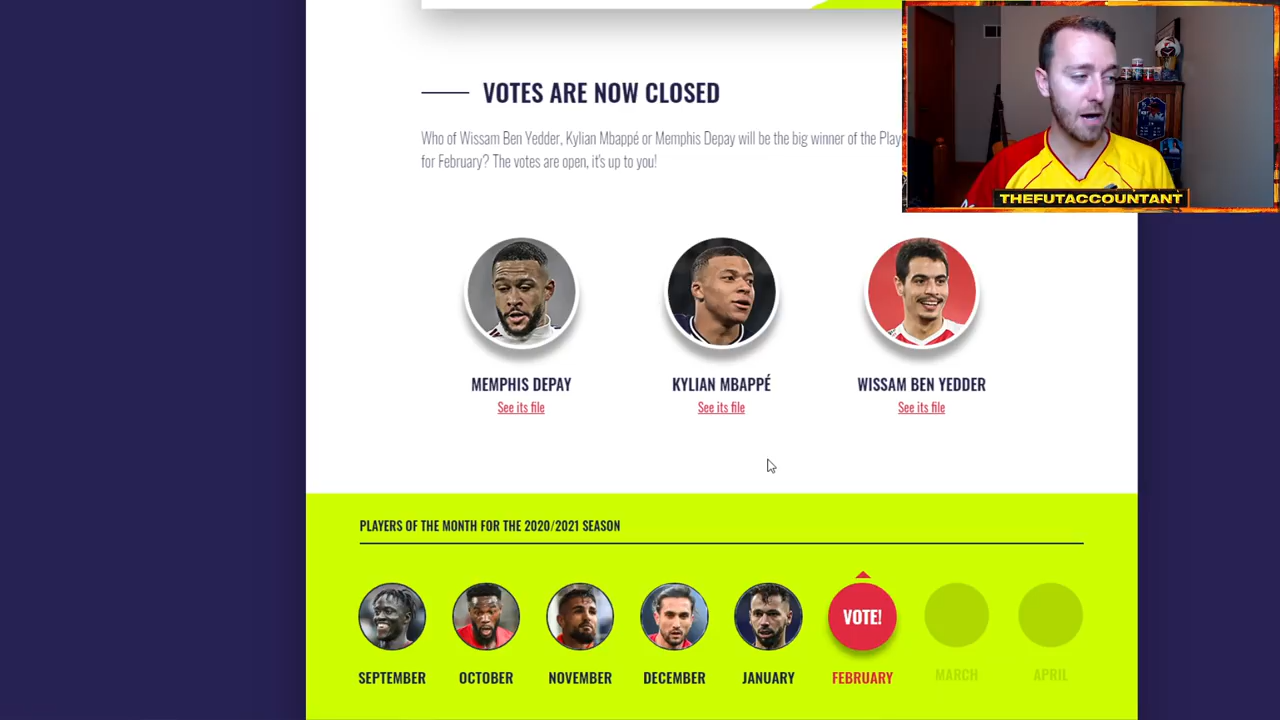 VOTES ARE NOW CLOSED
Who of Wissam Ben Yedder, Kylian Mbappé or Memphis Depay will be the big winner of the Play
for February? The votes are open, it's up to you!
THEFUTACCOUNTANT
MEMPHIS DEPAY
KYLIAN MBAPPÉ
WISSAM BEN YEDDER
See its file
See its file
See its file
PLAYERS OF THE MONTH FOR THE 2020/2021 SEASON
VOTE!
SEPTEMBER
OCTOBER
NOVEMBER
DECEMBER
JANUARY
FEBRUARY
MARCH
APRIL